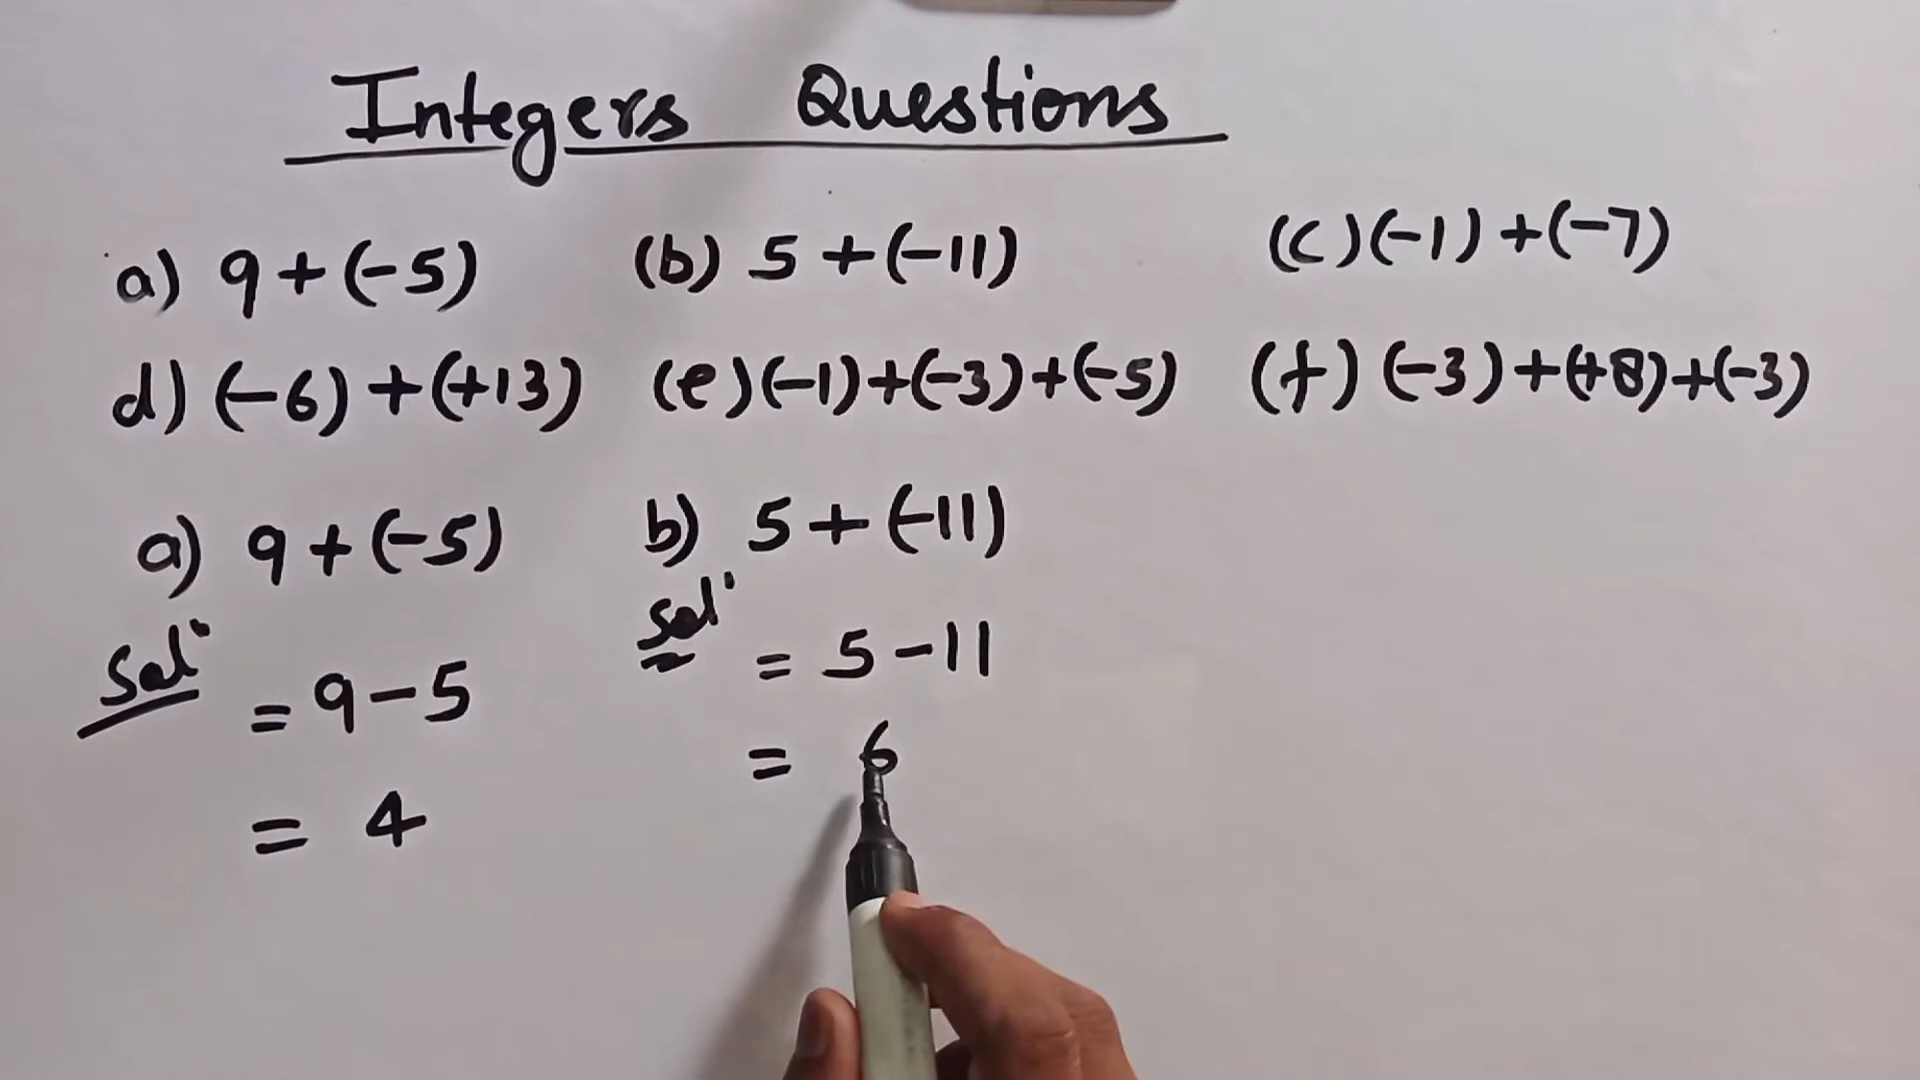 Integers Questions
a) 9+(-5) (b) 5+(-11) (c)(-1)+(-7)
d)(-6)+(+13) (e)(-1)+(-3)+(-5) (f)(-3)+(+8)+(-3)
a) 9+(-5) b) 5+(-11)
Sol' Sol'
= 9-5 = 5-11
= 4 = 6